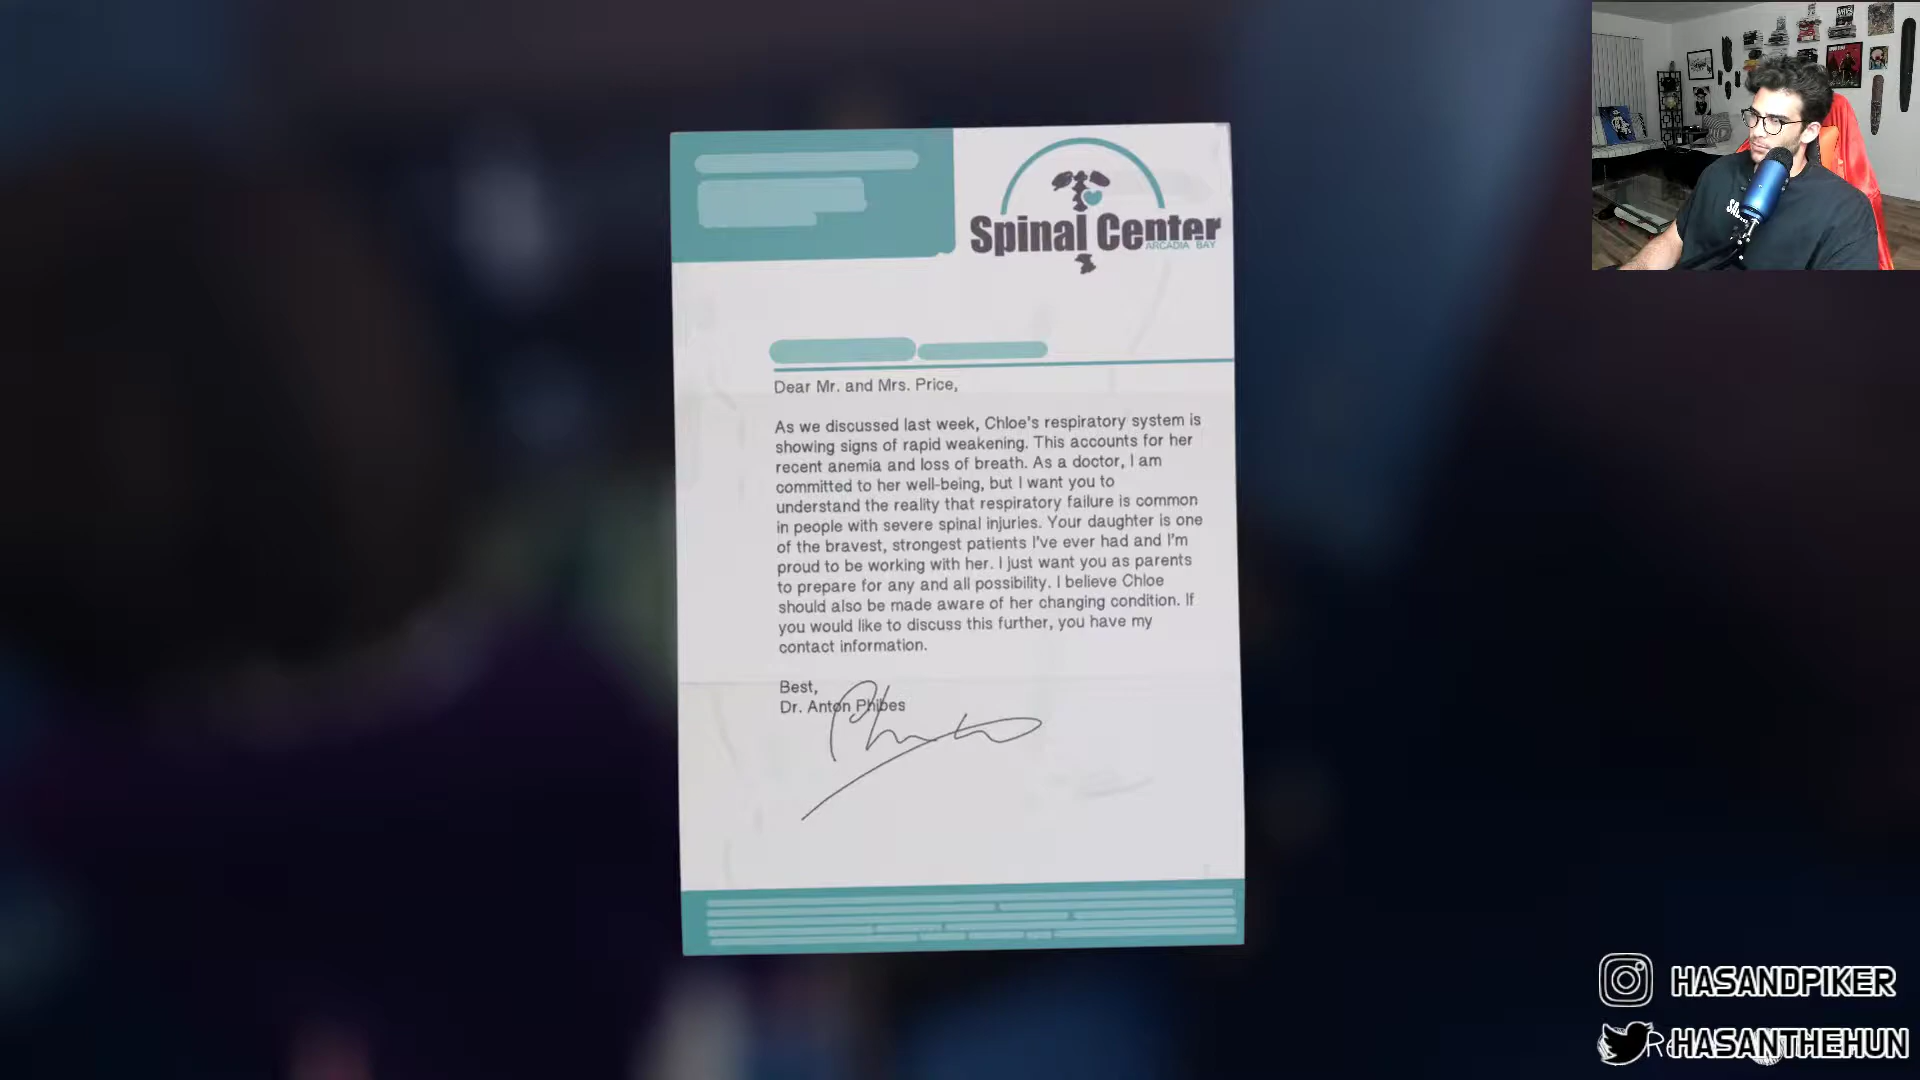 Spinal Center
ARCADIA BAY
Dear Mr. and Mrs. Price,
As we discussed last week, Chloe's respiratory system is
showing signs of rapid weakening. This accounts for her
recent anemia and loss of breath. As a doctor, I am
committed to her well-being, but I want you to
understand the reality that respiratory failure is common
in people with severe spinal injuries. Your daughter is one
of the bravest, strongest patients I've ever had and I'm
proud to be working with her. I just want you as parents
to prepare for any and all possibility. I believe Chloe
should also be made aware of her changing condition. If
you would like to discuss this further, you have my
contact information.
Best,
Dr. Anton Phibes
HASANDPIKER
HASANTHEHUN